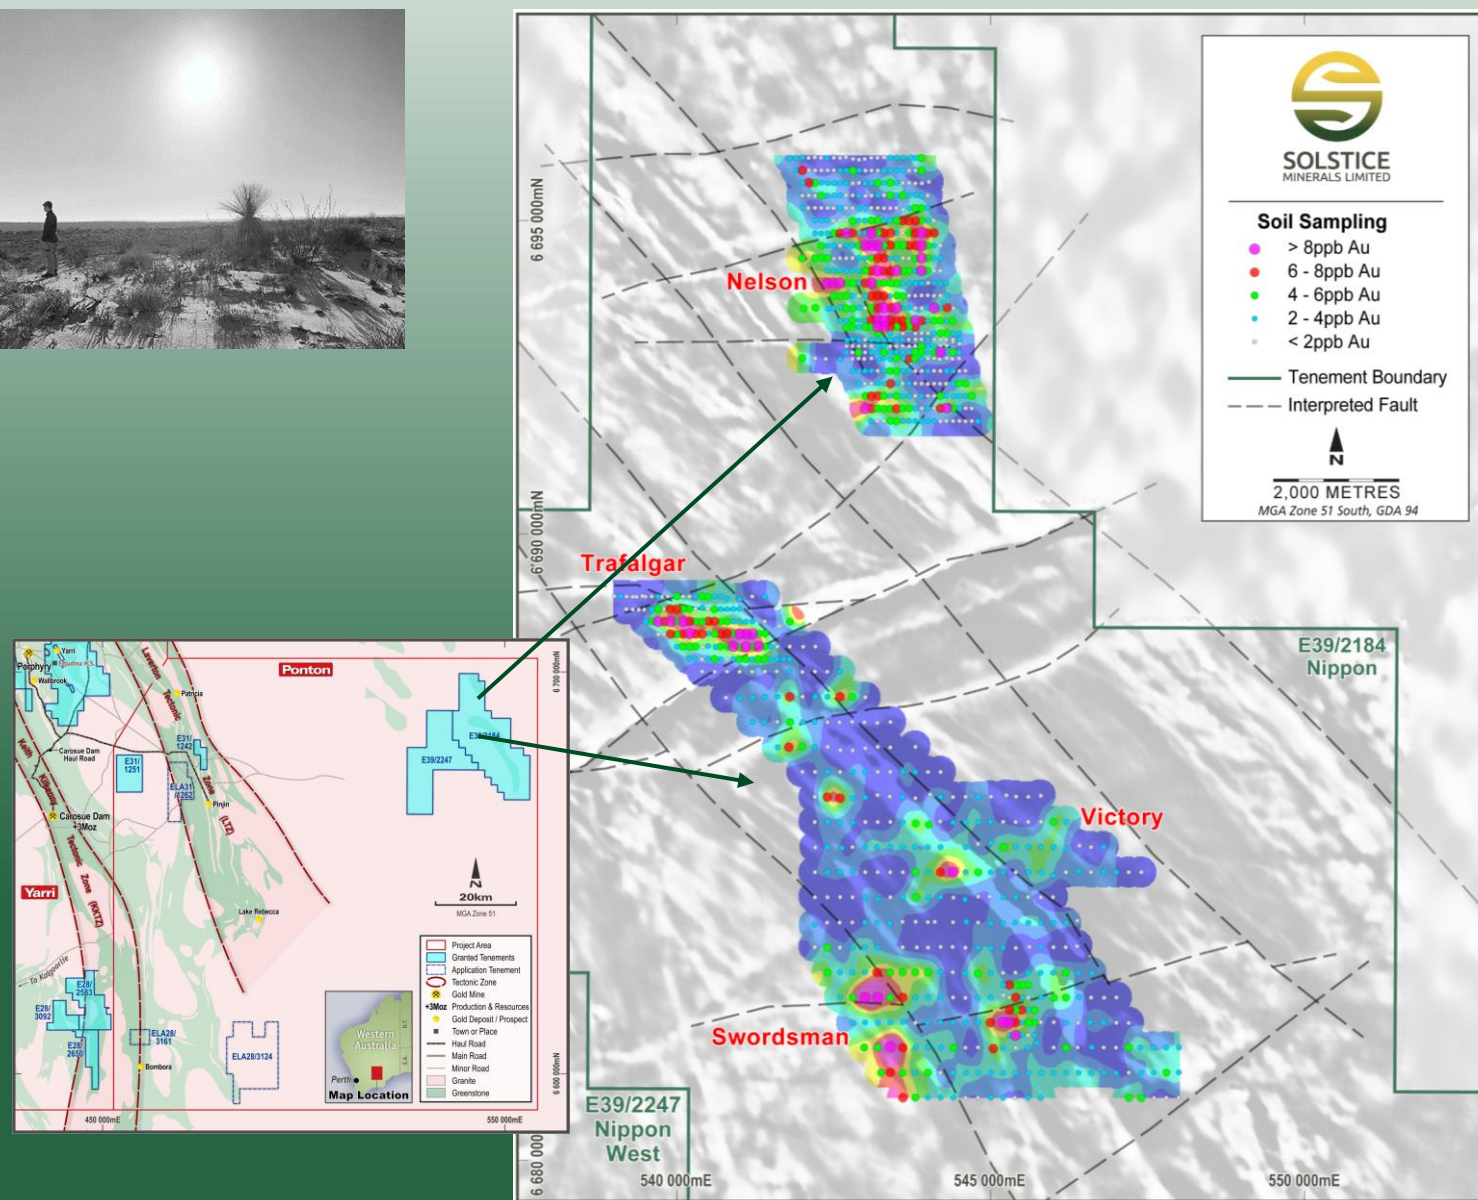 SOLSTICE
MINERALS LIMITED
Soil Sampling
> 8ppb Au
6 - 8ppb Au
4 - 6ppb Au
2 - 4ppb Au
< 2ppb Au
Tenement Boundary
Interpreted Fault
N
2,000 METRES
MGA Zone 51 South, GDA 94
6 695 000mN
Nelson
6 690 000mN
Trafalgar
E39/2184
Nippon
Victory
Swordsman
E39/2247
Nippon
West
6 680 000
540 000mE
545 000mE
550 000mE
Ponton
Yarri
Porphyry
Wallbrook
Laverton
Tectonic
Zone
(LTZ)
Patricia
6 700 000mN
E31/
1242
Carosue Dam
Haul Road
E31/
1251
ELA31
/1262
E39/2184
E39/2247
Keith
Kilkenny
Tectonic
Zone
(KKTZ)
Pinjin
Carosue Dam
+3Moz
N
20km
MGA Zone 51
Yarri
Lake Rebecca
To Kalgoorlie
E28/
2583
E28/
3092
E28/
2650
ELA28/
3161
Bombora
ELA28/3124
Project Area
Granted Tenements
Application Tenement
Tectonic Zone
Gold Mine
+3Moz Production & Resources
Gold Deposit / Prospect
Town or Place
Haul Road
Main Road
Minor Road
Granite
Greenstone
Western
Australia
N.T.
S.A.
Perth
Map Location
6 600 000mN
450 000mE
550 000mE